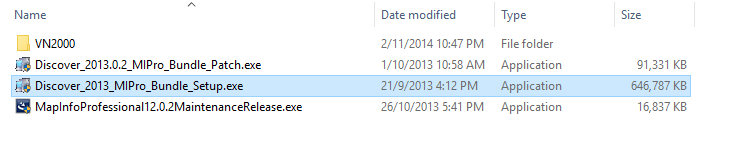 Name Date modified Type Size
VN2000 2/11/2014 10:47 PM File folder
Discover_2013.0.2_MIPro_Bundle_Patch.exe 1/10/2013 10:58 AM Application 91,331 KB
Discover_2013_MIPro_Bundle_Setup.exe 21/9/2013 4:12 PM Application 646,787 KB
MapInfoProfessional12.0.2MaintenanceRelease.exe 26/10/2013 5:41 PM Application 16,837 KB